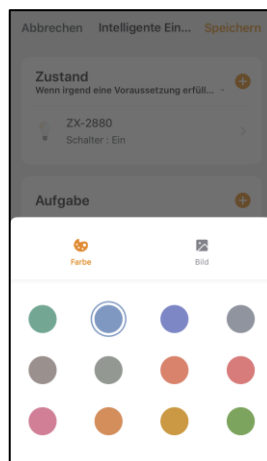 Abbrechen Intelligente Ein... Speichern
Zustand
Wenn irgend eine Voraussetzung erfüll...
ZX-2880
Schalter : Ein
Aufgabe
Farbe Bild